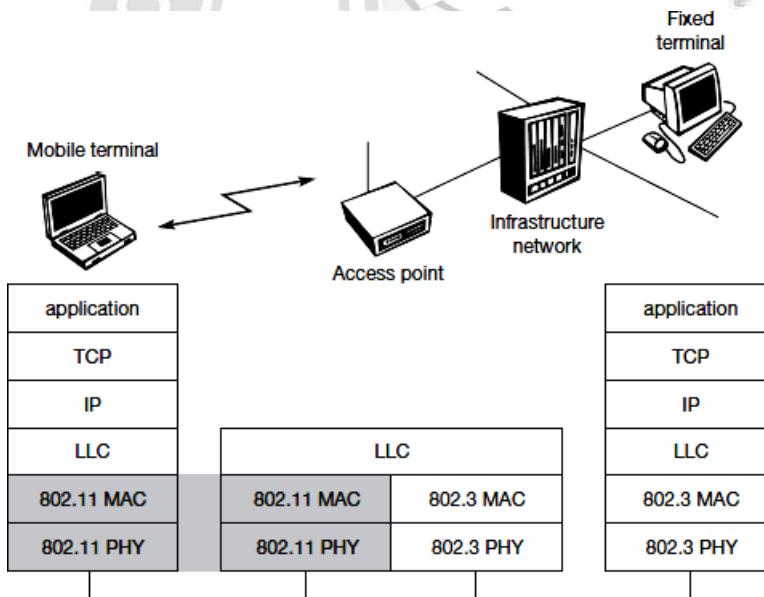 Fixed
terminal
Mobile terminal
Infrastructure
network
Access point
application
TCP
IP
LLC
802.11 MAC
802.11 PHY
LLC
802.11 MAC
802.3 MAC
802.11 PHY
802.3 PHY
application
TCP
IP
LLC
802.3 MAC
802.3 PHY